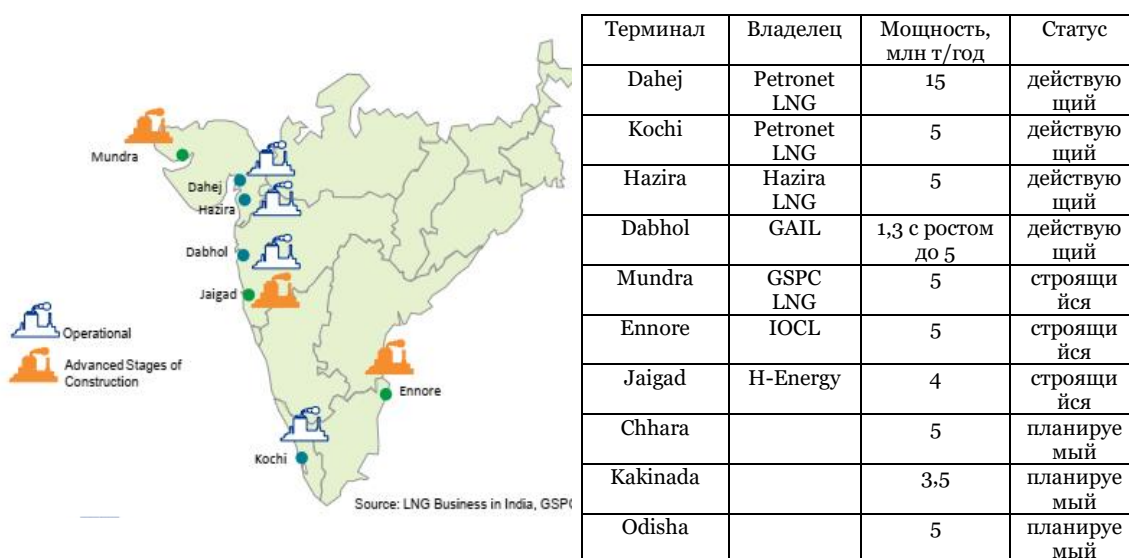 Mundra
Dahej
Hazira
Dabhol
Jaigad
Operational
Advanced Stages of
Construction
Ennore
Kochi
Source: LNG Business in India, GSPC
Терминал Владелец Мощность, Статус
млн т/год
Dahej Petronet 15 действую
LNG щий
Kochi Petronet 5 действую
LNG щий
Hazira Hazira 5 действую
LNG щий
Dabhol GAIL 1,3 с ростом действую
до 5 щий
Mundra GSPC 5 строящи
LNG йся
Ennore IOCL 5 строящи
йся
Jaigad H-Energy 4 строящи
йся
Chhara 5 планируе
мый
Kakinada 3,5 планируе
мый
Odisha 5 планируе
мый